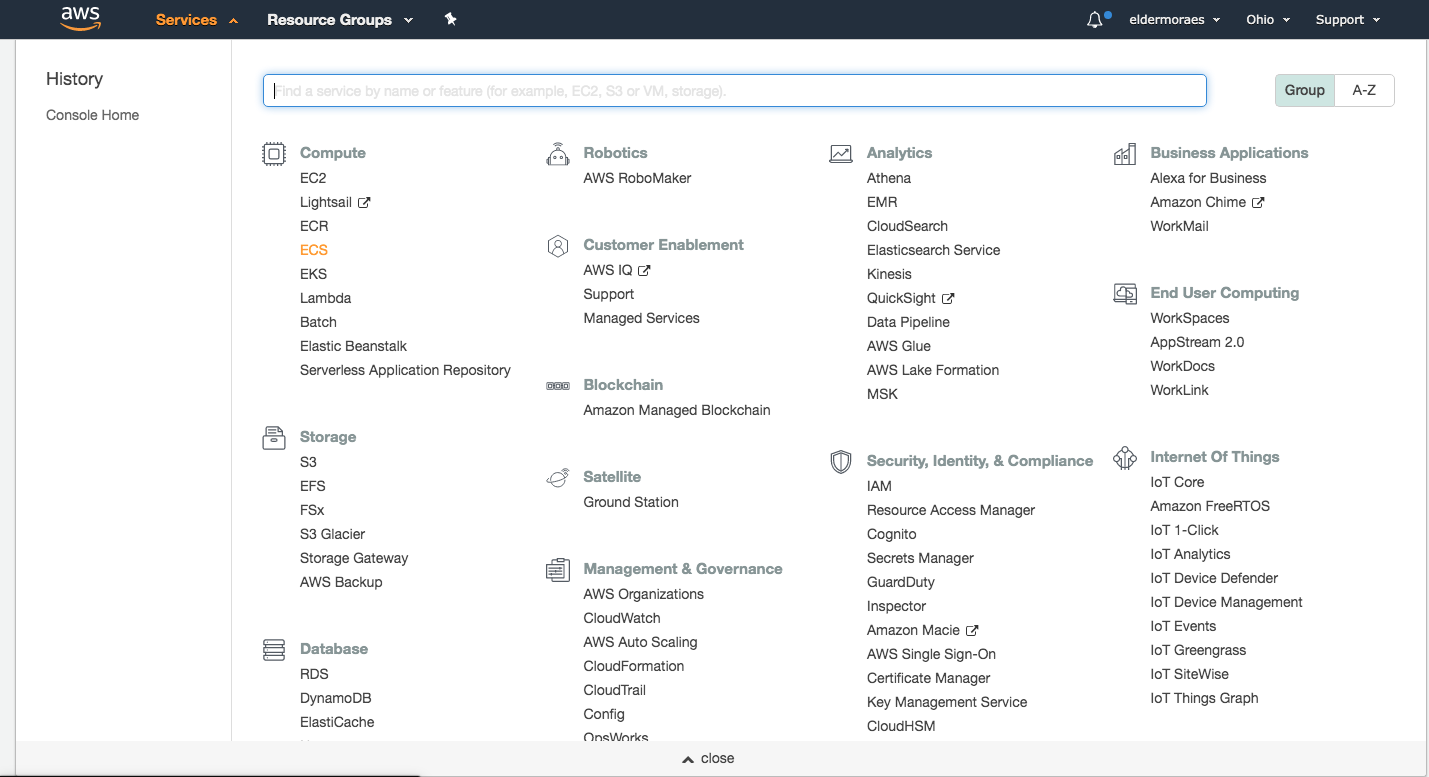 aws
Services
Resource Groups
eldermoraes
Ohio
Support
History
Console Home
Find a service by name or feature (for example, EC2, S3 or VM, storage).
Group
A-Z
Compute
EC2
Lightsail
ECR
ECS
EKS
Lambda
Batch
Elastic Beanstalk
Serverless Application Repository
Storage
S3
EFS
FSx
S3 Glacier
Storage Gateway
AWS Backup
Database
RDS
DynamoDB
ElastiCache
Robotics
AWS RoboMaker
Customer Enablement
AWS IQ
Support
Managed Services
Blockchain
Amazon Managed Blockchain
Satellite
Ground Station
Management & Governance
AWS Organizations
CloudWatch
AWS Auto Scaling
CloudFormation
CloudTrail
Config
OpsWorks
Analytics
Athena
EMR
CloudSearch
Elasticsearch Service
Kinesis
QuickSight
Data Pipeline
AWS Glue
AWS Lake Formation
MSK
Security, Identity, & Compliance
IAM
Resource Access Manager
Cognito
Secrets Manager
GuardDuty
Inspector
Amazon Macie
AWS Single Sign-On
Certificate Manager
Key Management Service
CloudHSM
Business Applications
Alexa for Business
Amazon Chime
WorkMail
End User Computing
WorkSpaces
AppStream 2.0
WorkDocs
WorkLink
Internet Of Things
IoT Core
Amazon FreeRTOS
IoT 1-Click
IoT Analytics
IoT Device Defender
IoT Device Management
IoT Events
IoT Greengrass
IoT SiteWise
IoT Things Graph
close